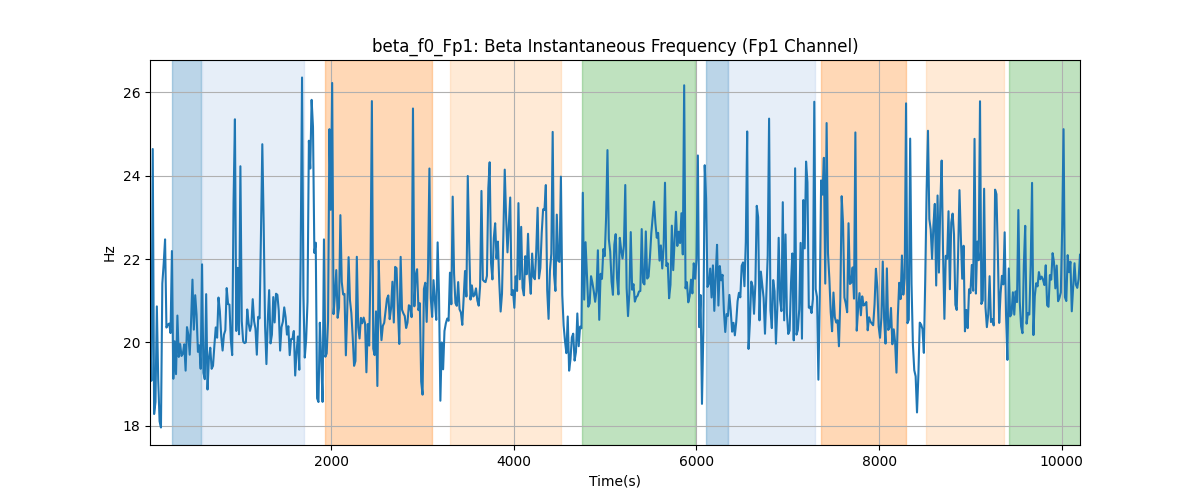 beta_f0_Fp1: Beta Instantaneous Frequency (Fp1 Channel)
26
24
22
20
18
Hz
2000 4000 6000 8000 10000
Time(s)